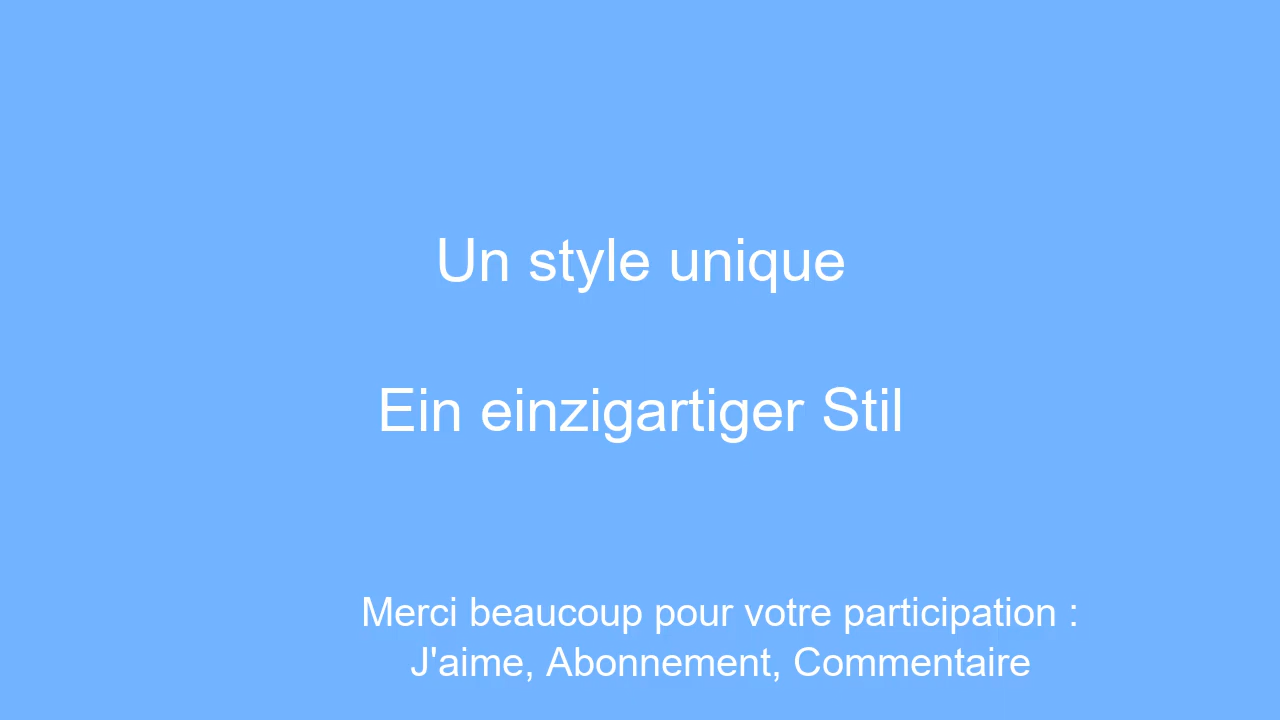 Un style unique
Ein einzigartiger Stil
Merci beaucoup pour votre participation :
J'aime, Abonnement, Commentaire